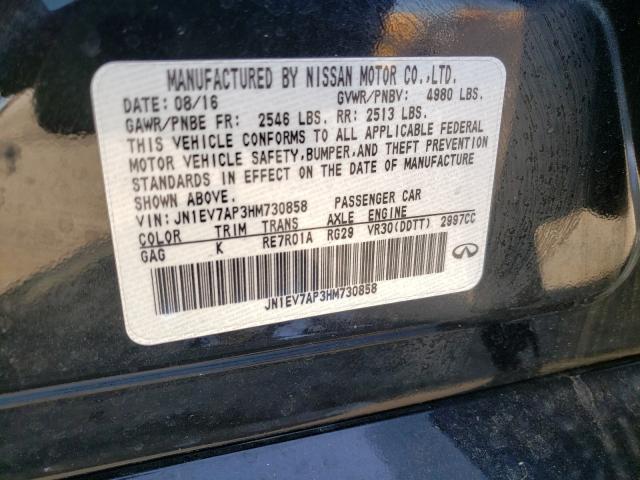 MANUFACTURED BY NISSAN MOTOR CO.,LTD.
DATE: 08/16 GVWR/PNBV: 4980 LBS.
GAWR/PNBE FR: 2546 LBS. RR: 2513 LBS.
THIS VEHICLE CONFORMS TO ALL APPLICABLE FEDERAL
MOTOR VEHICLE SAFETY,BUMPER,AND THEFT PREVENTION
STANDARDS IN EFFECT ON THE DATE OF MANUFACTURE
SHOWN ABOVE.
VIN: JN1EV7AP3HM730858 PASSENGER CAR
COLOR TRIM TRANS AXLE ENGINE
GAG K RE7R01A RG29 VR30(DDTT) 2997CC
JN1EV7AP3HM730858